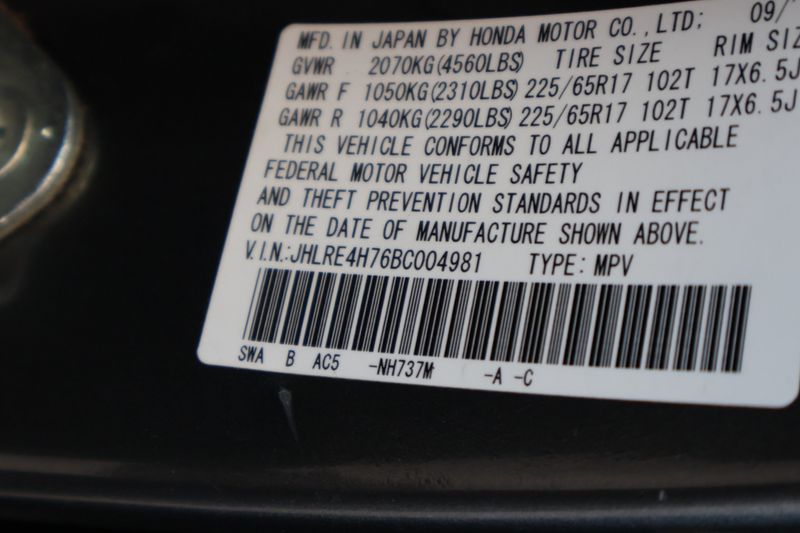 MFD. IN JAPAN BY HONDA MOTOR CO., LTD; 09/
GVWR 2070KG(4560LBS) TIRE SIZE RIM SIZ
GAWR F 1050KG(2310LBS) 225/65R17 102T 17X6.5J
GAWR R 1040KG(2290LBS) 225/65R17 102T 17X6.5J
THIS VEHICLE CONFORMS TO ALL APPLICABLE
FEDERAL MOTOR VEHICLE SAFETY
AND THEFT PREVENTION STANDARDS IN EFFECT
ON THE DATE OF MANUFACTURE SHOWN ABOVE.
V.I.N.:JHLRE4H76BC004981 TYPE: MPV
SWA B AC5 -NH737M -A -C